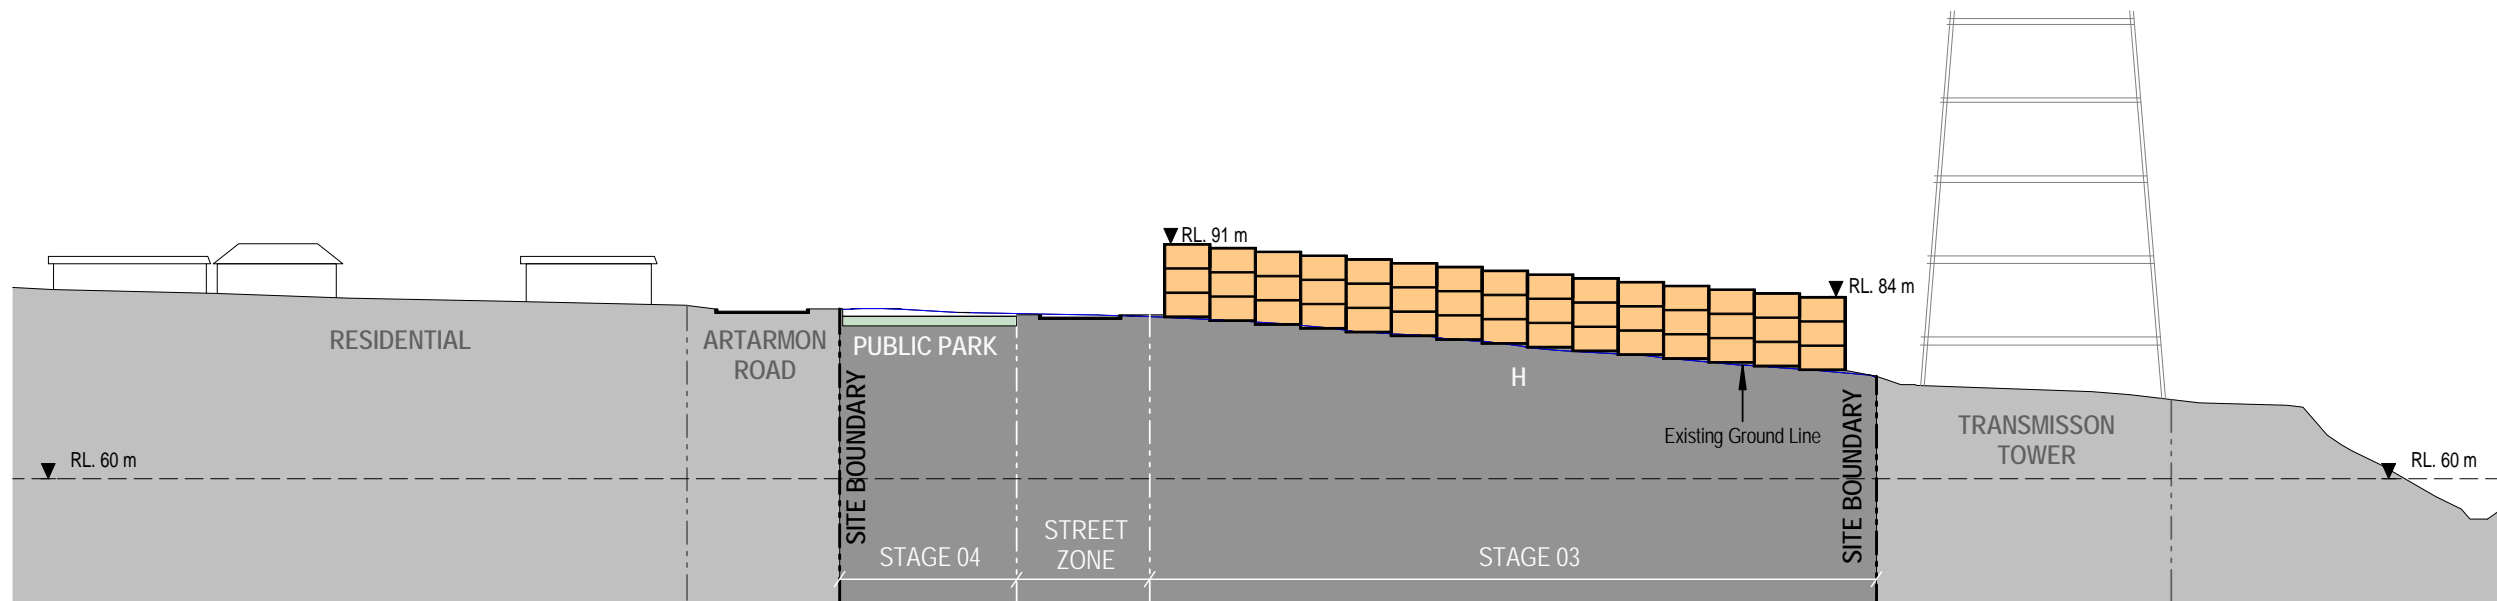 RL. 91 m
RL. 84 m
RESIDENTIAL
ARTARMON
ROAD
PUBLIC PARK
H
SITE BOUNDARY
Existing Ground Line
SITE BOUNDARY
TRANSMISSON
TOWER
RL. 60 m
RL. 60 m
STAGE 04
STREET
ZONE
STAGE 03